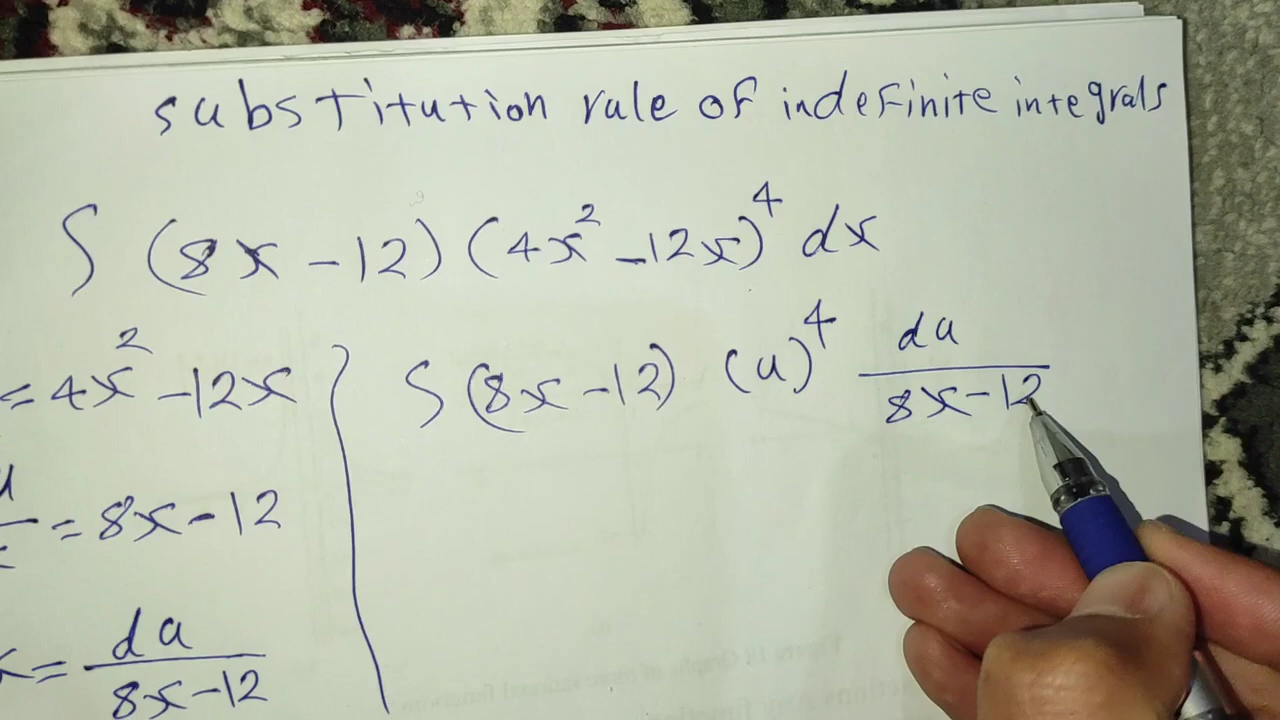 substitution rule of indefinite integrals
∫ (8x - 12) (4x² - 12x)⁴ dx
= 4x² - 12x
= 8x - 12
= du / 8x - 12
∫ (8x - 12) (u)⁴ du / 8x - 12